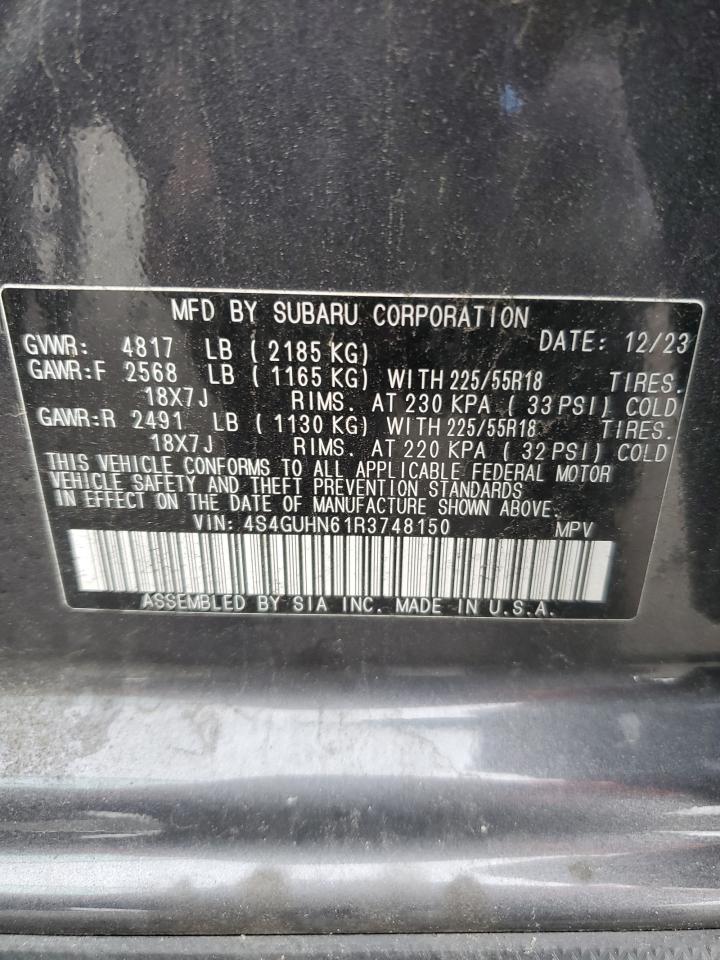 MFD BY SUBARU CORPORATION DATE: 12/23
GVWR: 4817 LB (2185 KG)
GAWR:F 2568 LB (1165 KG) WITH 225/55R18 TIRES.
18X7J RIMS. AT 230 KPA (33 PSI) COLD
GAWR:R 2491 LB (1130 KG) WITH 225/55R18 TIRES.
18X7J RIMS. AT 220 KPA (32 PSI) COLD
THIS VEHICLE CONFORMS TO ALL APPLICABLE FEDERAL MOTOR
VEHICLE SAFETY AND THEFT PREVENTION STANDARDS
IN EFFECT ON THE DATE OF MANUFACTURE SHOWN ABOVE.
VIN: 4S4GUHN61R3748150 MPV
ASSEMBLED BY SIA INC. MADE IN U.S.A.